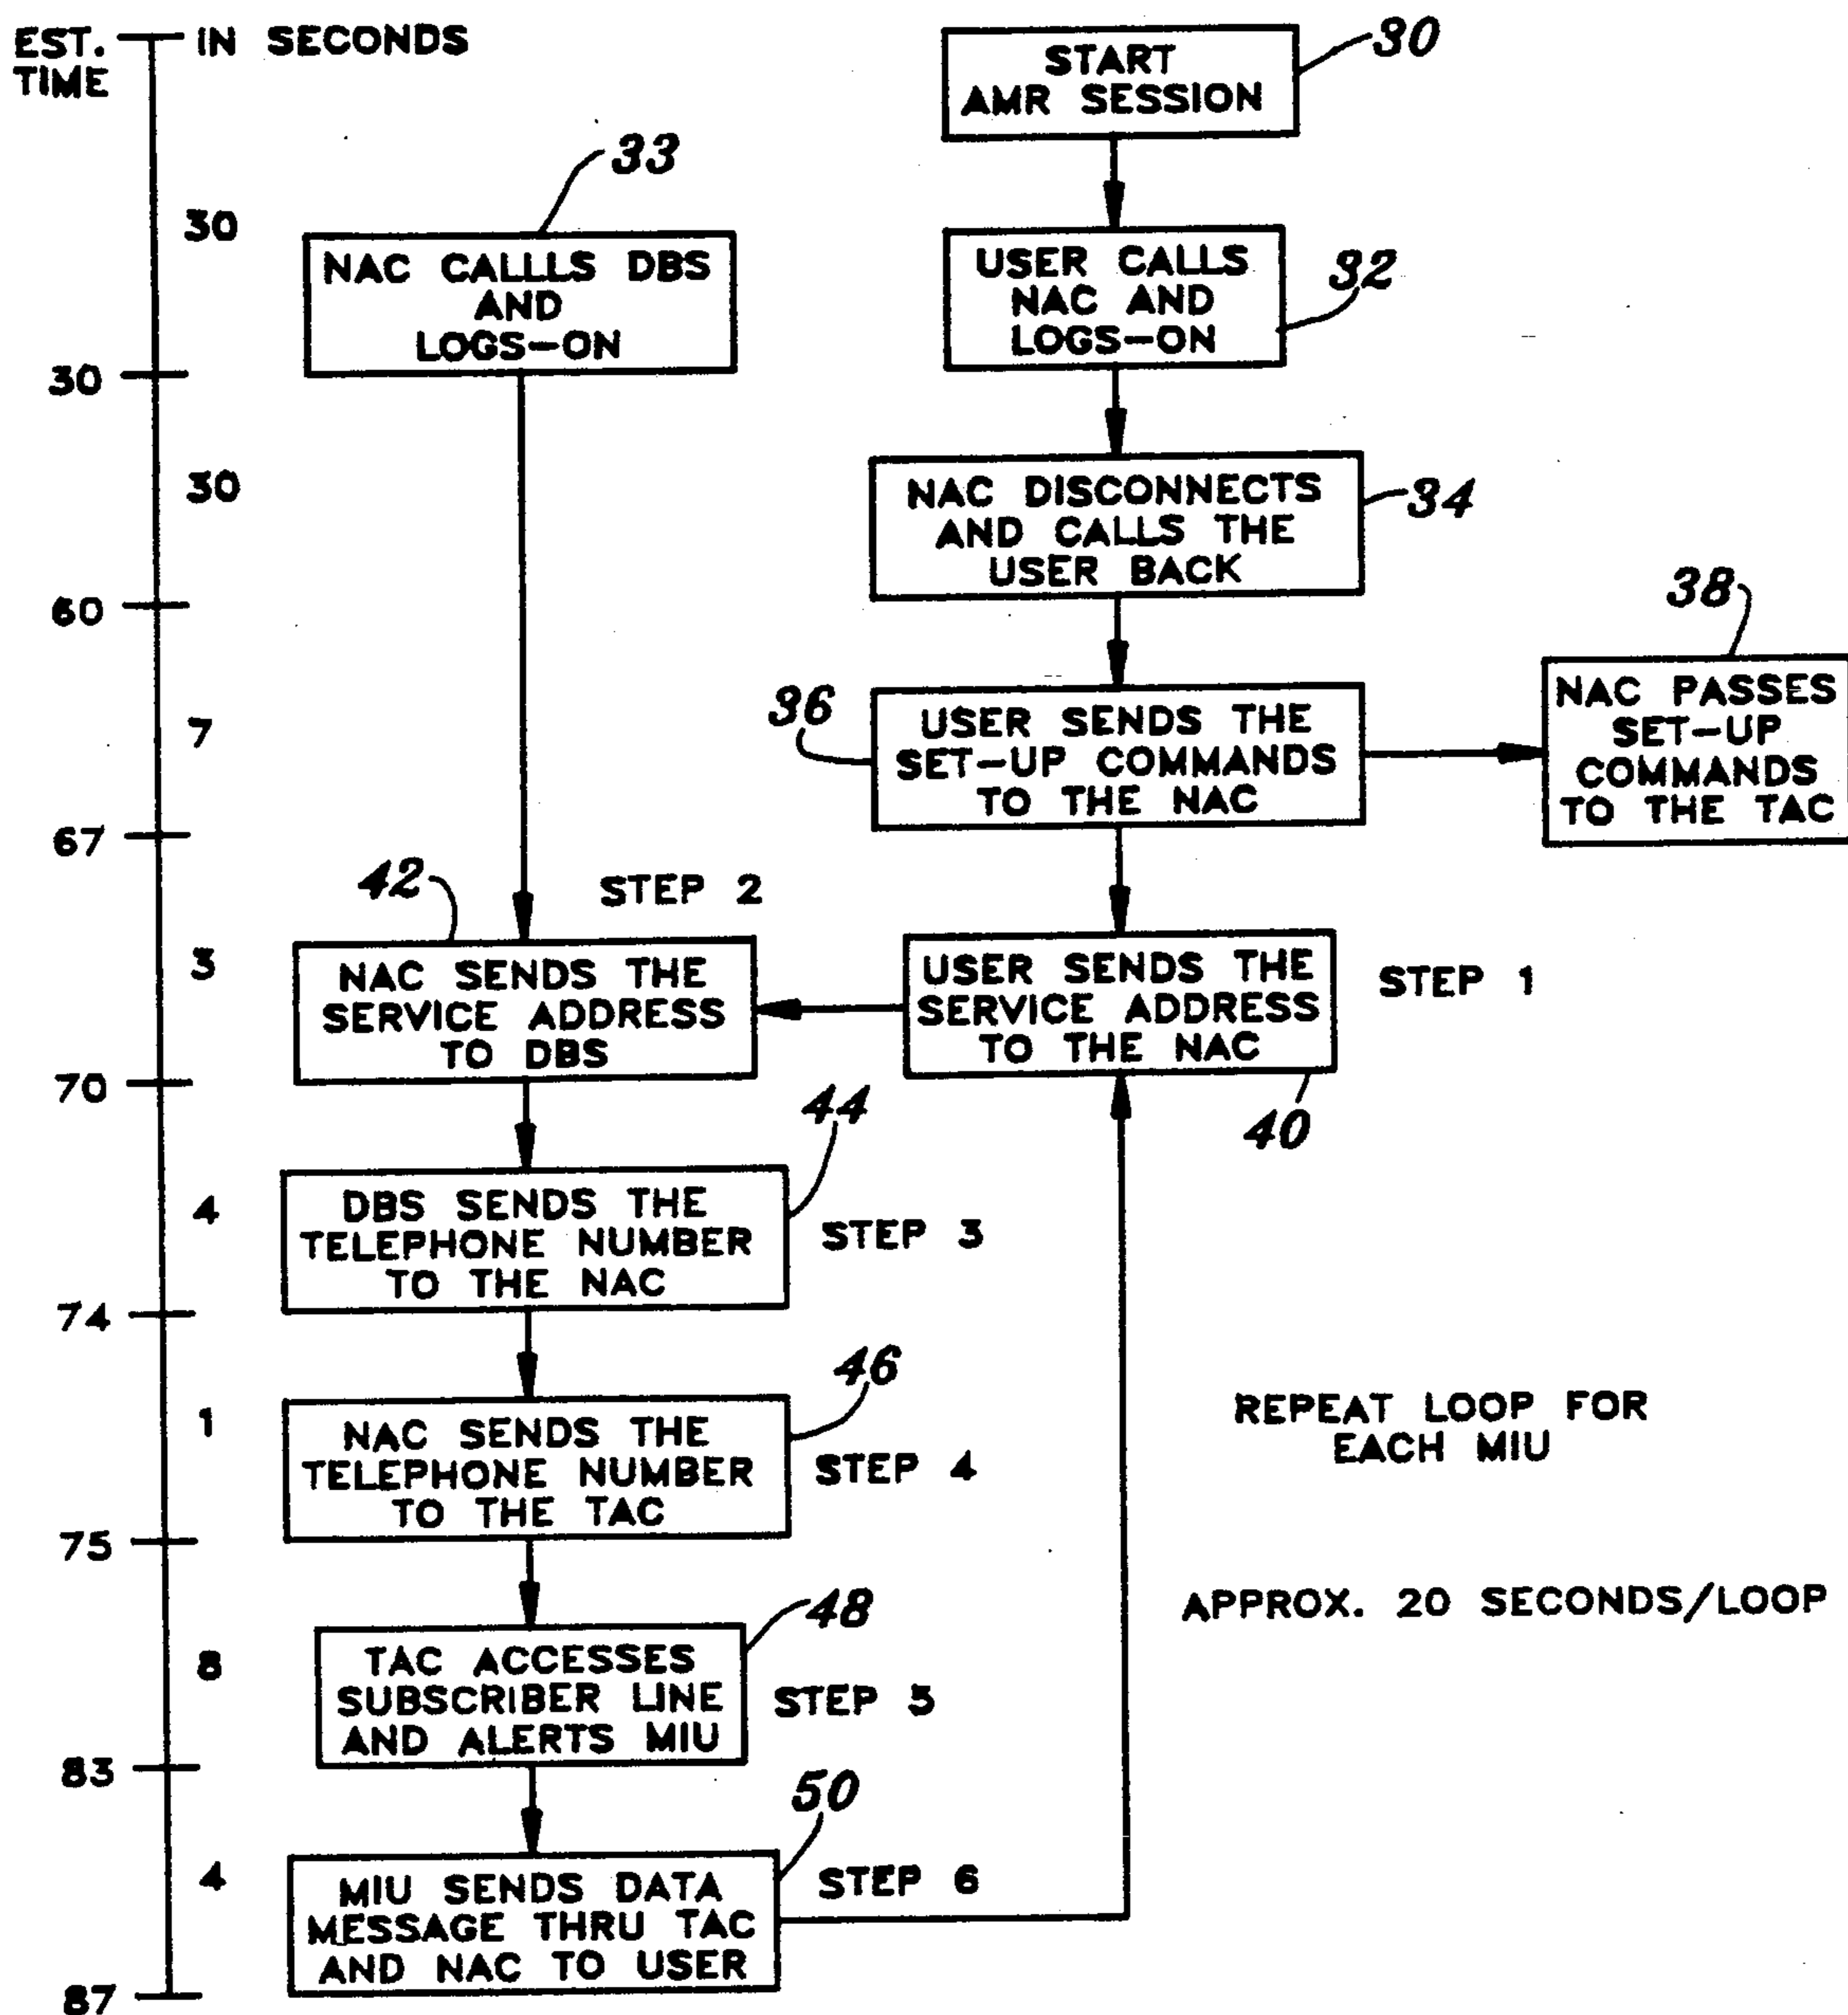 EST. TIME
IN SECONDS
30
START
AMR SESSION
33
30
NAC CALLLS DBS
AND
LOGS-ON
USER CALLS
NAC AND
LOGS-ON
32
30
30
NAC DISCONNECTS
AND CALLS THE
USER BACK
34
60
38
NAC PASSES
SET-UP
COMMANDS
TO THE TAC
36
USER SENDS THE
SET-UP COMMANDS
TO THE NAC
7
67
42
STEP 2
3
NAC SENDS THE
SERVICE ADDRESS
TO DBS
USER SENDS THE
SERVICE ADDRESS
TO THE NAC
STEP 1
70
40
44
4
DBS SENDS THE
TELEPHONE NUMBER
TO THE NAC
STEP 3
74
46
1
NAC SENDS THE
TELEPHONE NUMBER
TO THE TAC
STEP 4
REPEAT LOOP FOR
EACH MIU
75
APPROX. 20 SECONDS/LOOP
48
8
TAC ACCESSES
SUBSCRIBER LINE
AND ALERTS MIU
STEP 5
83
50
4
MIU SENDS DATA
MESSAGE THRU TAC
AND NAC TO USER
STEP 6
87